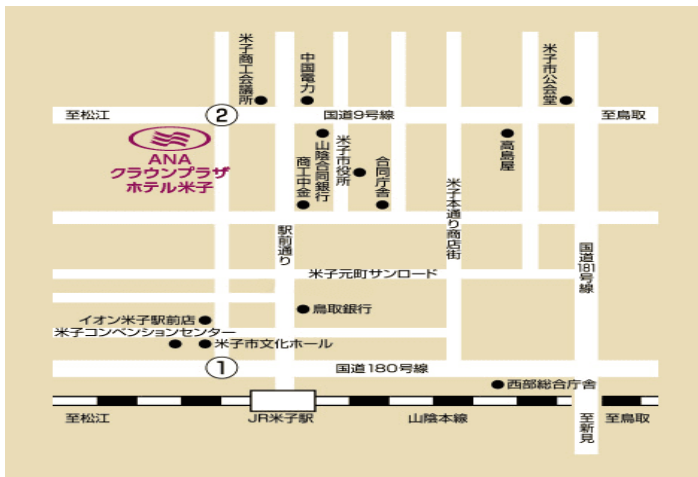 米子商工会議所
中国電力
米子市公会堂
至松江
②
国道9号線
至鳥取
ANA
クラウンプラザ
ホテル米子
山陰合同銀行
商工中金
米子市役所
合同庁舎
高島屋
米子本通り商店街
駅前通り
国道181号線
米子元町サンロード
鳥取銀行
イオン米子駅前店
米子コンベンションセンター
米子市文化ホール
①
国道180号線
西部総合庁舎
至松江
JR米子駅
山陰本線
至新見
至鳥取